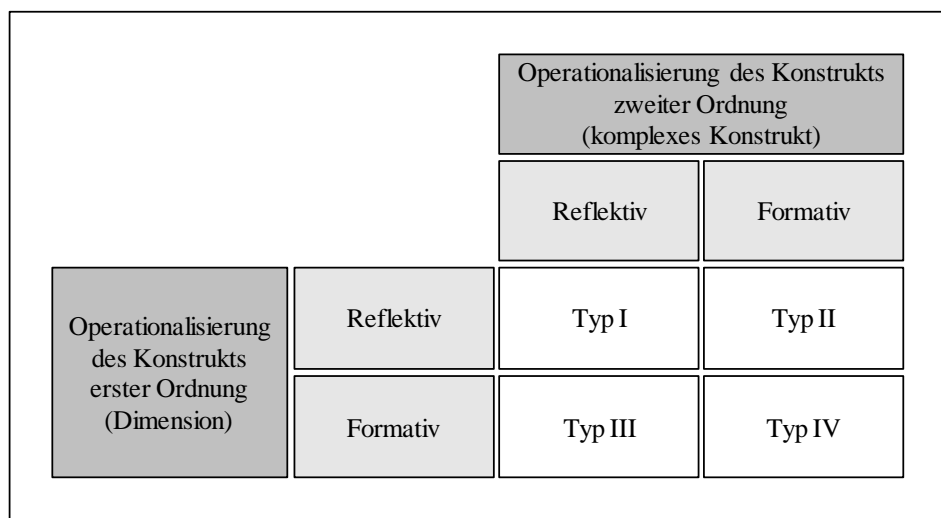 Operationalisierung des Konstrukts
zweiter Ordnung
(komplexes Konstrukt)
Reflektiv
Formativ
Operationalisierung
des Konstrukts
erster Ordnung
(Dimension)
Reflektiv
Typ I
Typ II
Formativ
Typ III
Typ IV